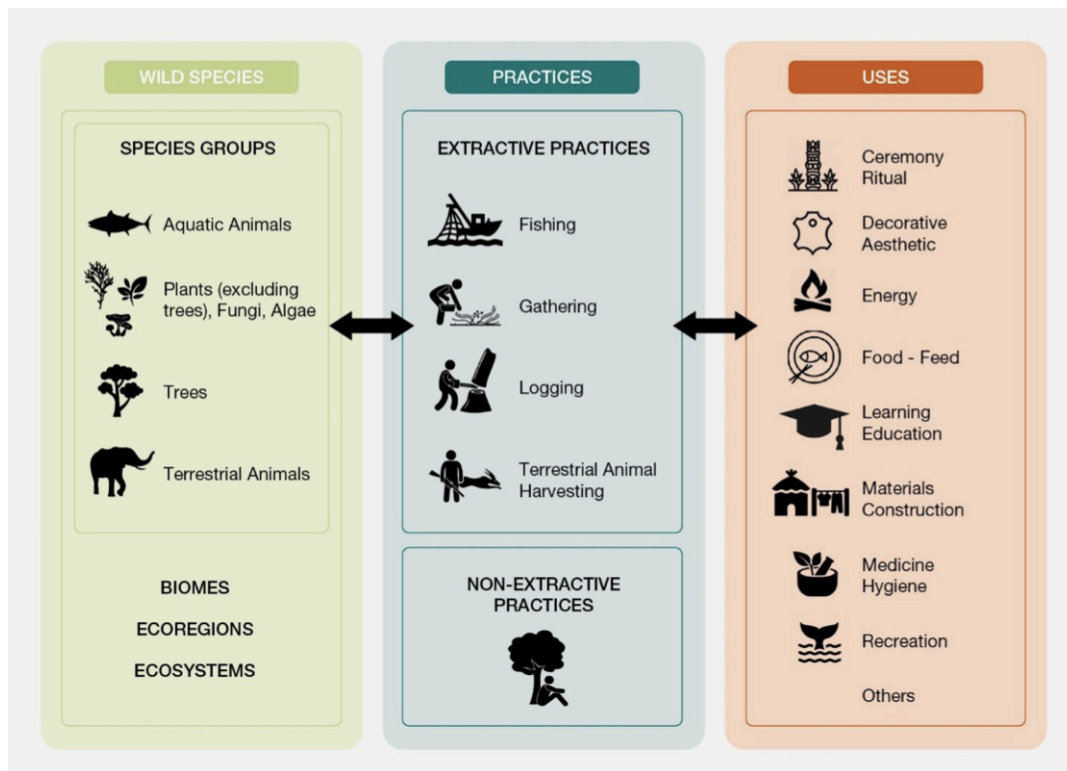 WILD SPECIES
SPECIES GROUPS
Aquatic Animals
Plants (excluding
trees), Fungi, Algae
Trees
Terrestrial Animals
BIOMES
ECOREGIONS
ECOSYSTEMS
PRACTICES
EXTRACTIVE PRACTICES
Fishing
Gathering
Logging
Terrestrial Animal
Harvesting
NON-EXTRACTIVE
PRACTICES
USES
Ceremony
Ritual
Decorative
Aesthetic
Energy
Food - Feed
Learning
Education
Materials
Construction
Medicine
Hygiene
Recreation
Others